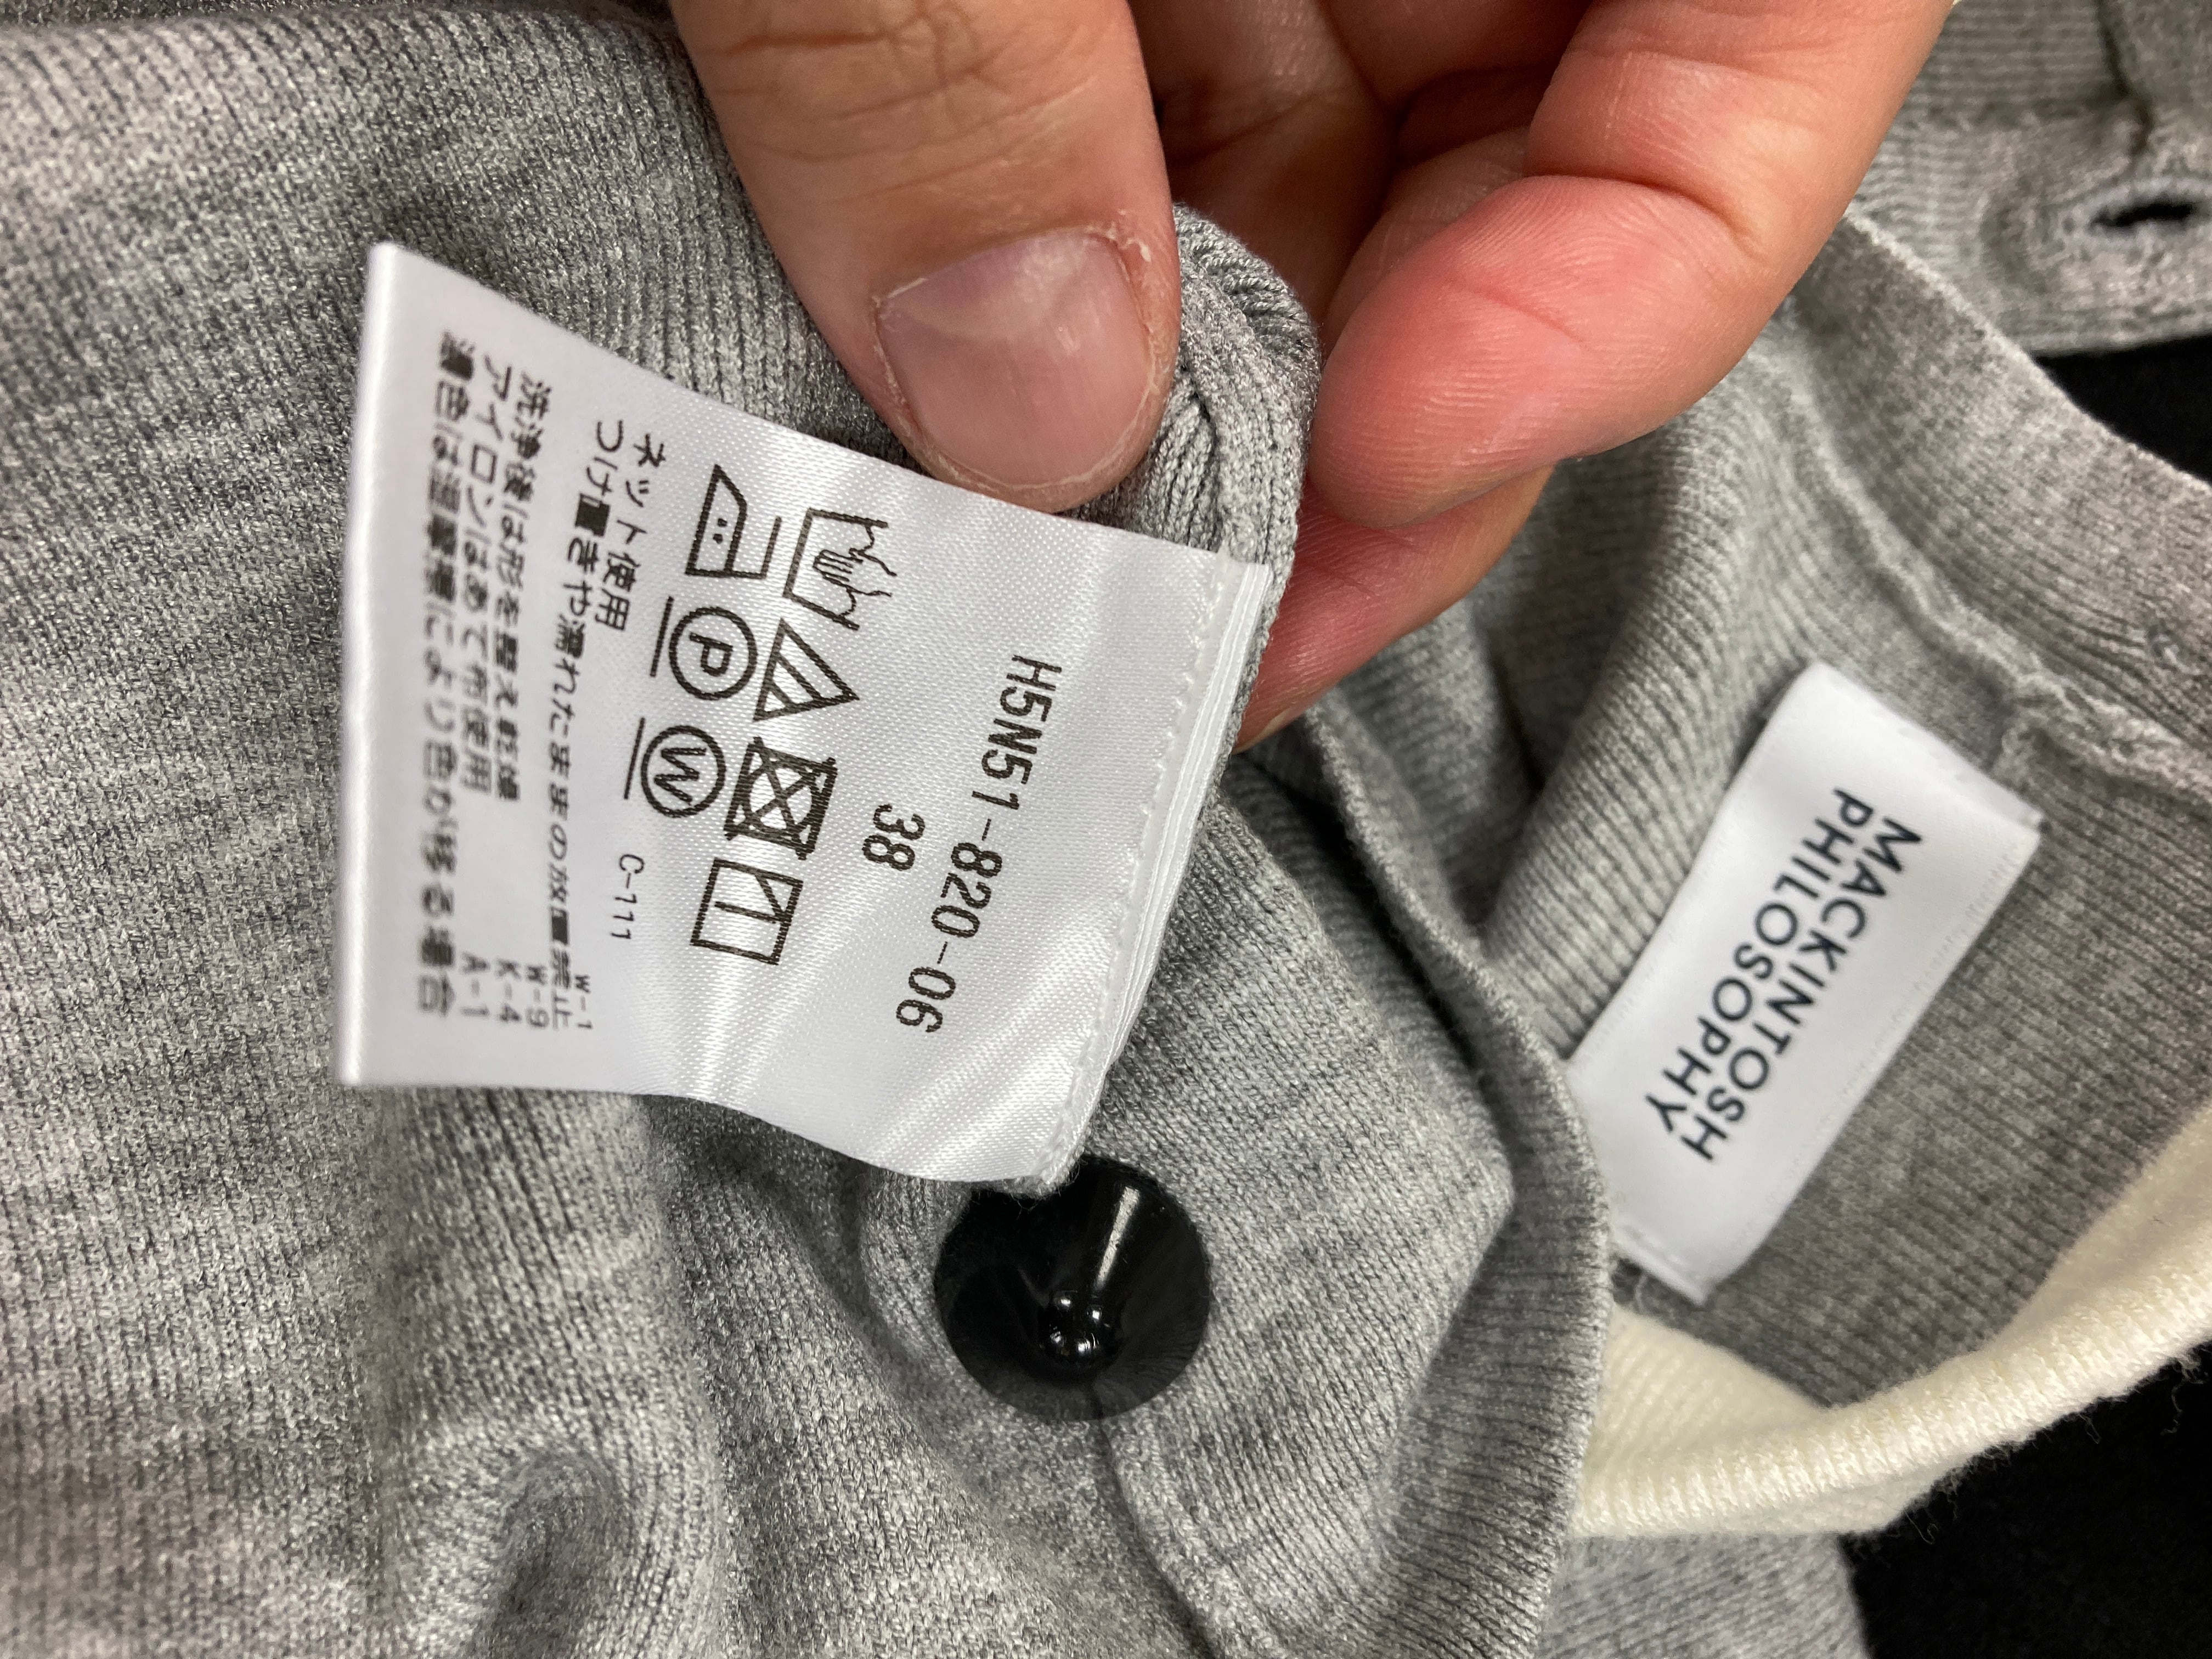 H5N51-820-06
38
P
W
C-111
ネット使用
つけ置きや濡れたままの放置禁止
洗浄後は形を整え乾燥
アイロンはあて布使用
濃色は湿摩擦により色が移る場合
W-1
W-9
K-4
A-1
MACKINTOSH
PHILOSOPHY